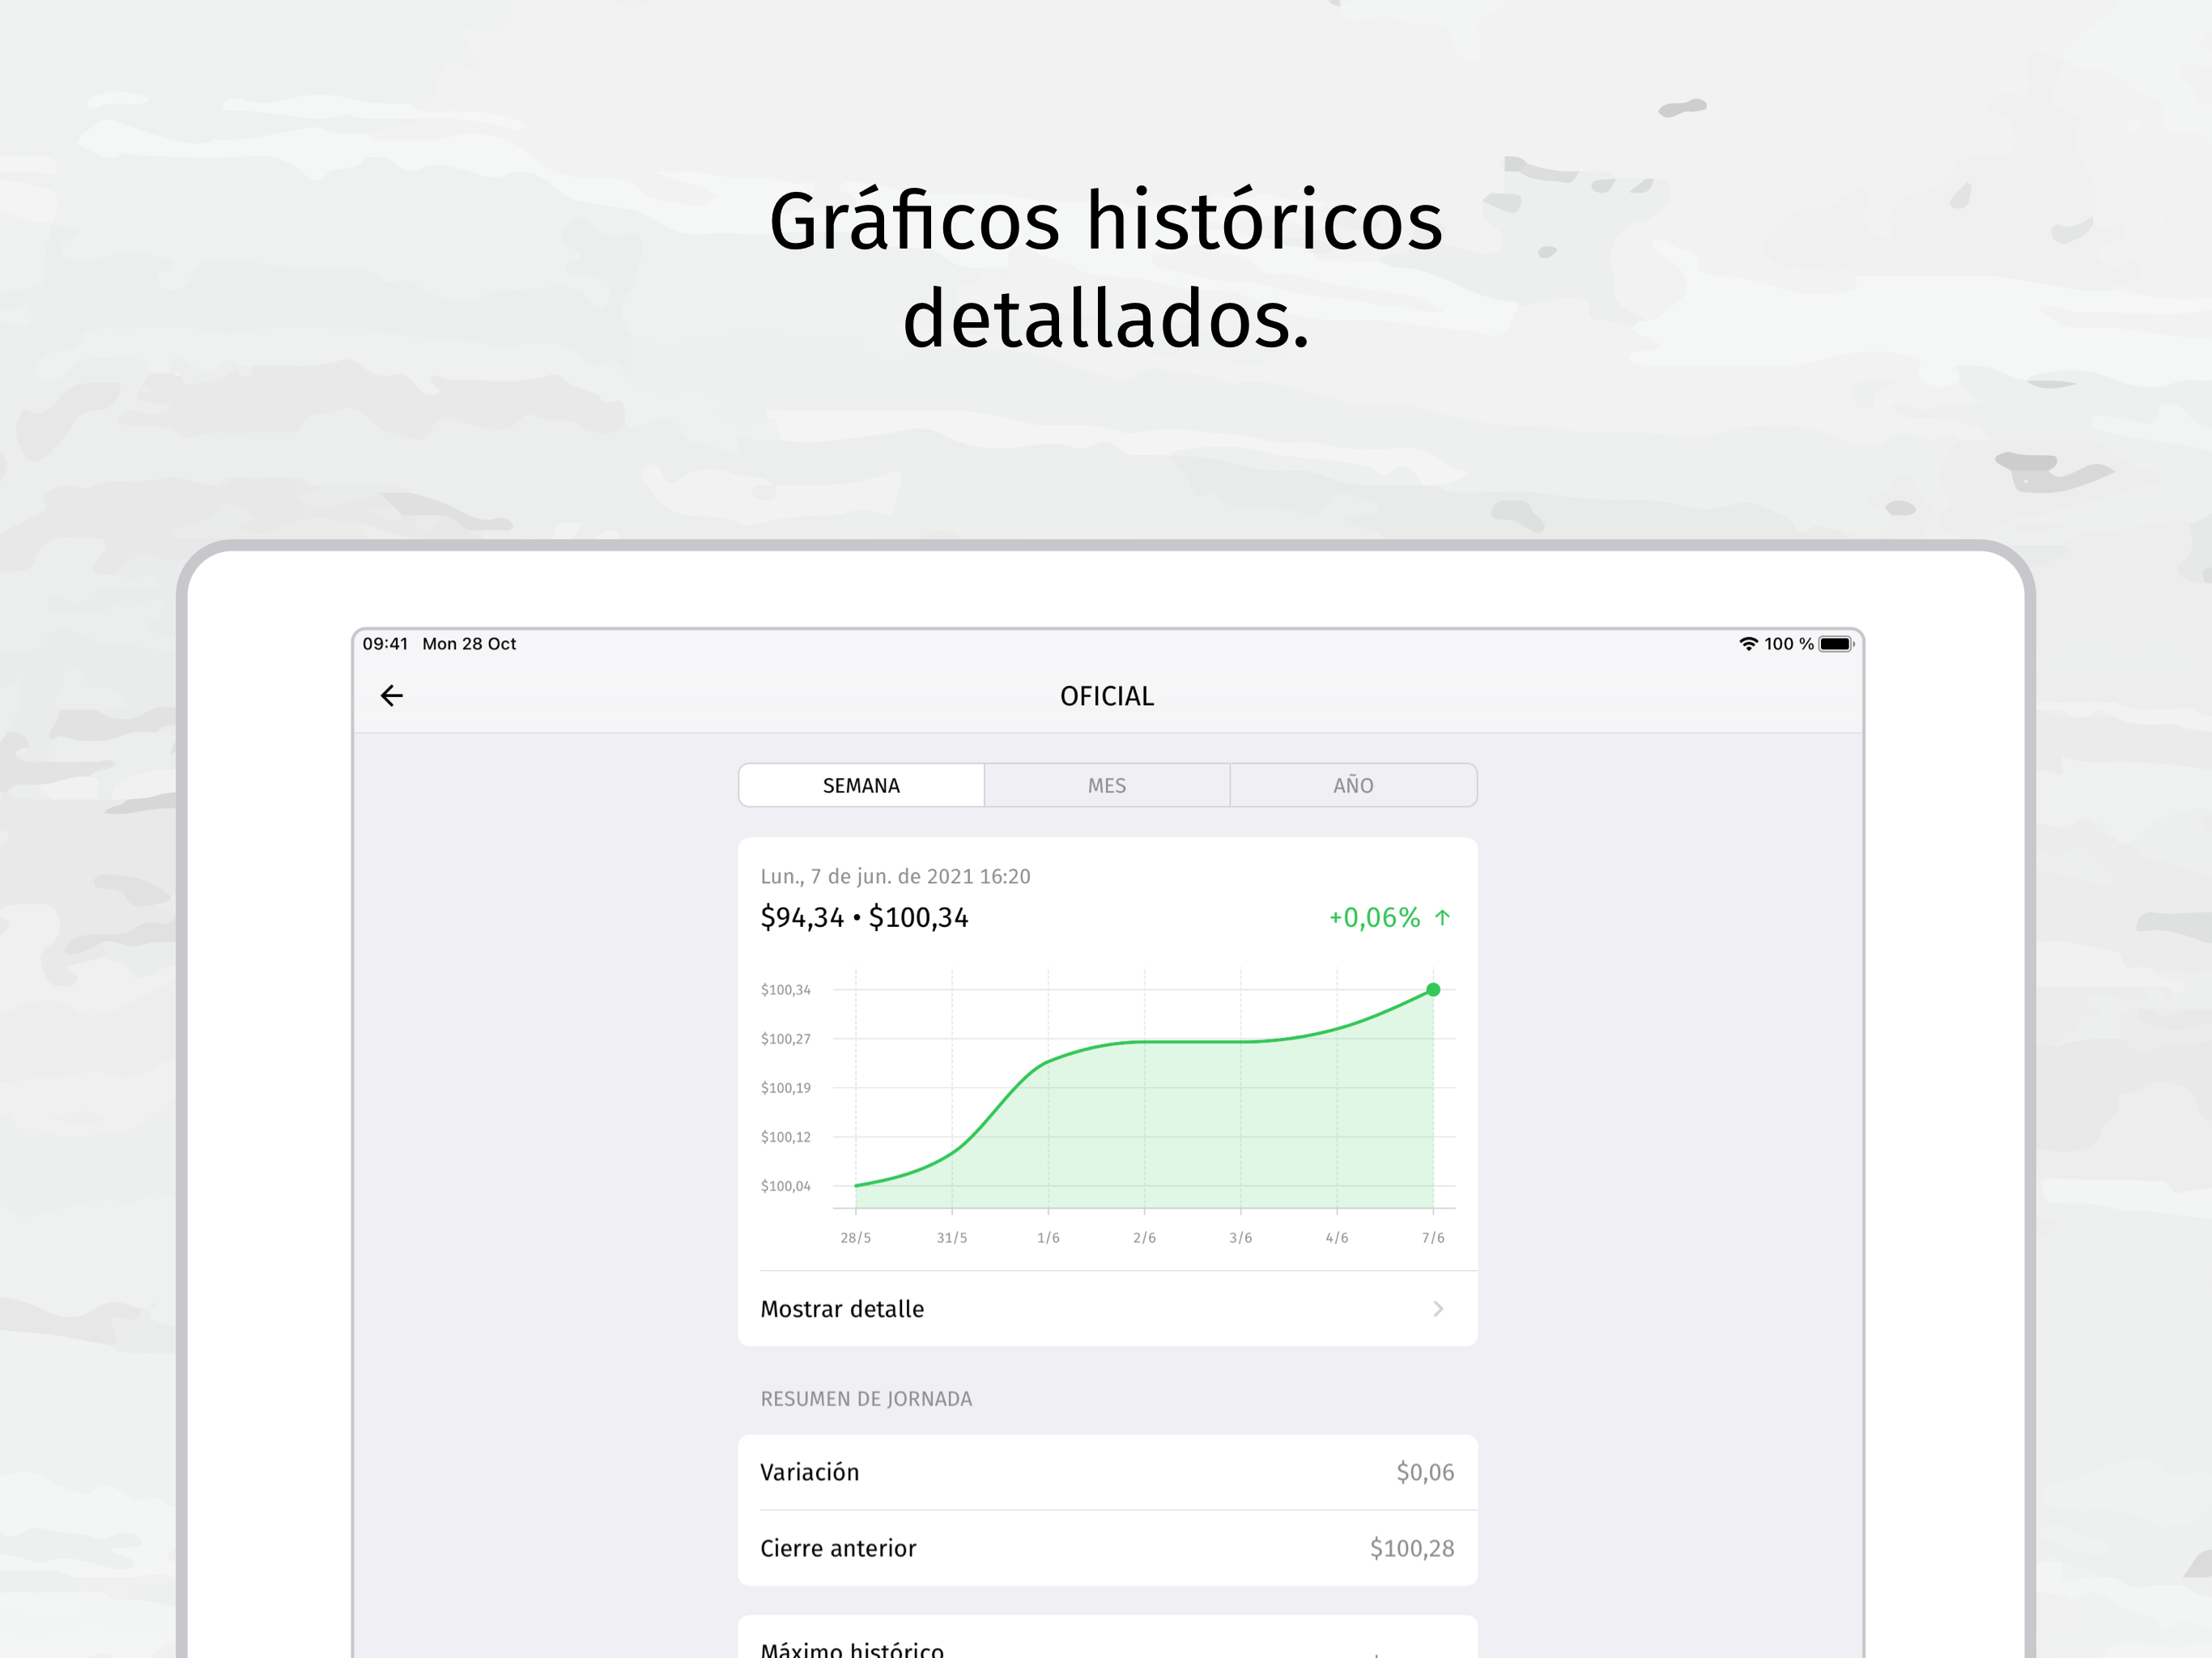 Gráficos históricos
detallados.
09:41 Mon 28 Oct
100 %
OFICIAL
SEMANA MES AÑO
Lun., 7 de jun. de 2021 16:20
$94,34 • $100,34 +0,06% ↑
$100,34
$100,27
$100,19
$100,12
$100,04
28/5 31/5 1/6 2/6 3/6 4/6 7/6
Mostrar detalle
RESUMEN DE JORNADA
Variación $0,06
Cierre anterior $100,28
Máximo histórico